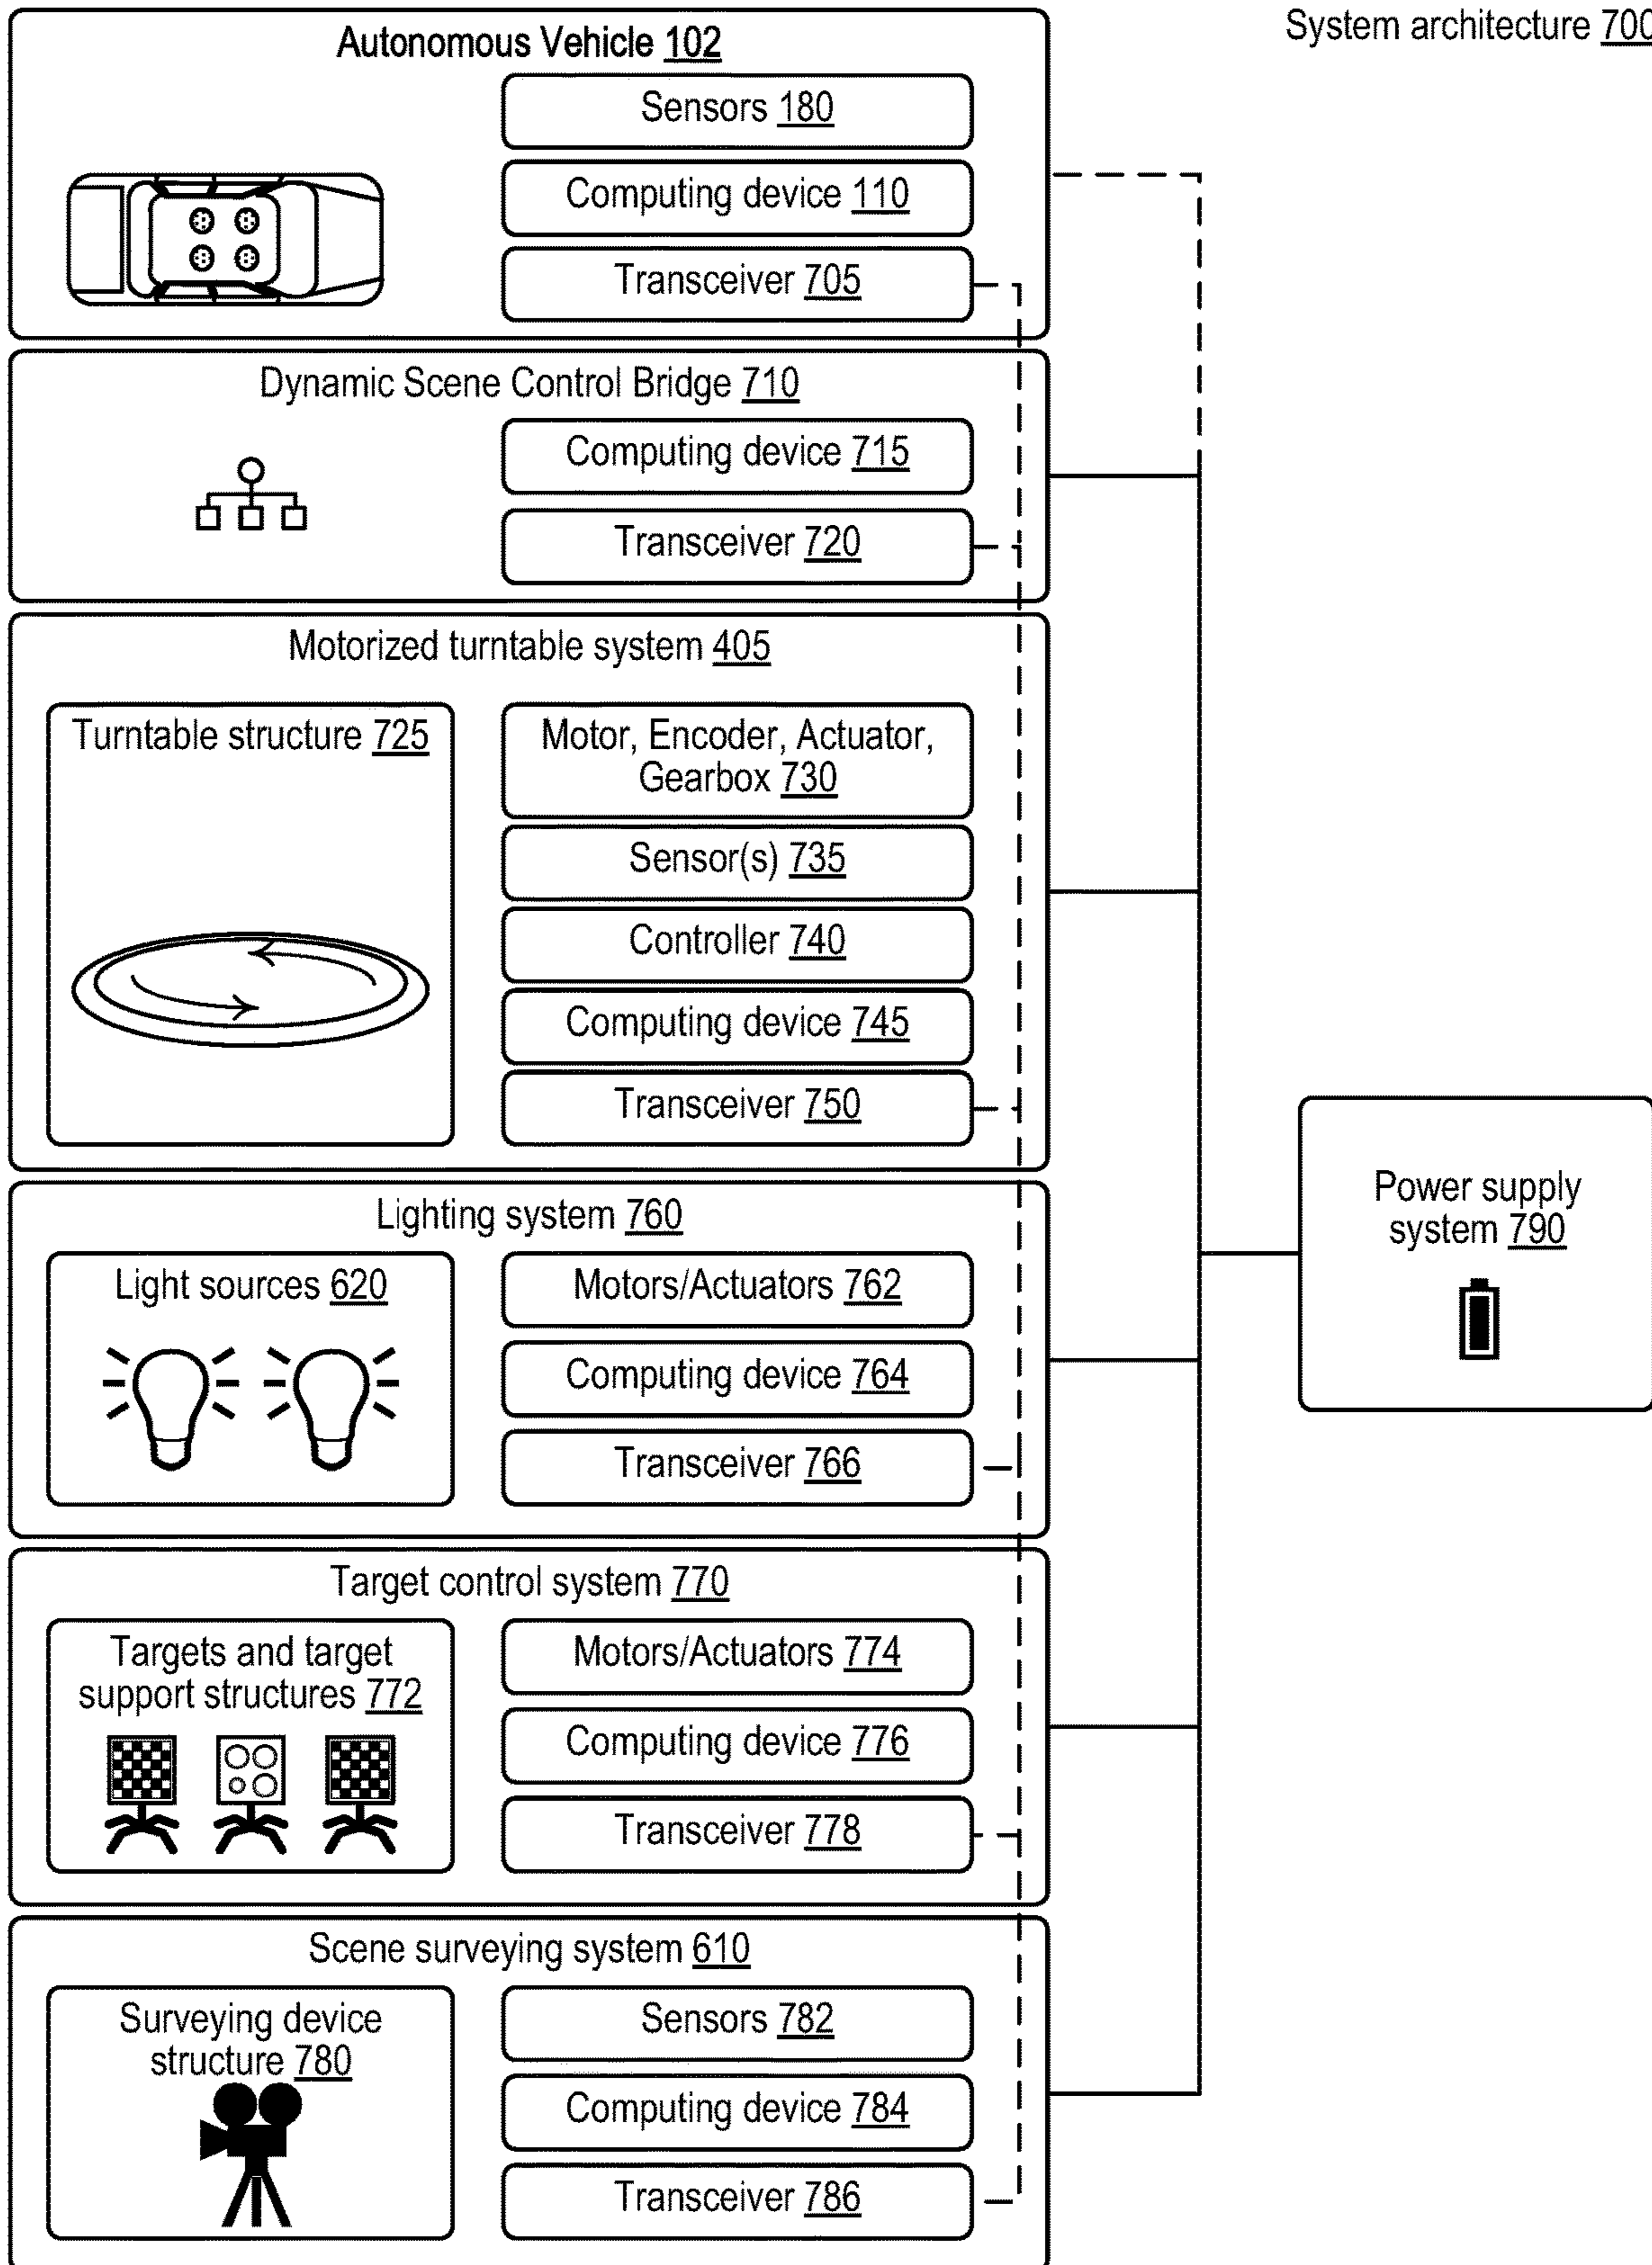 System architecture 700
Autonomous Vehicle 102
Sensors 180
Computing device 110
Transceiver 705
Dynamic Scene Control Bridge 710
Computing device 715
Transceiver 720
Motorized turntable system 405
Turntable structure 725
Motor, Encoder, Actuator,
Gearbox 730
Sensor(s) 735
Controller 740
Computing device 745
Transceiver 750
Power supply
system 790
Lighting system 760
Light sources 620
Motors/Actuators 762
Computing device 764
Transceiver 766
Target control system 770
Targets and target
support structures 772
Motors/Actuators 774
Computing device 776
Transceiver 778
Scene surveying system 610
Surveying device
structure 780
Sensors 782
Computing device 784
Transceiver 786